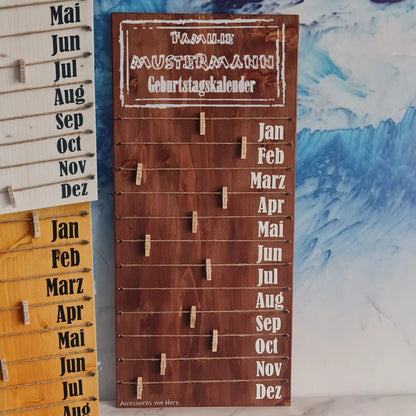 Mai
Jun
Jul
Aug
Sep
Oct
Nov
Dez
Jan
Feb
Marz
Apr
Mai
Jun
Jul
Aug
FAMILIE
MUSTERMANN
Geburtstagskalender
Jan
Feb
Marz
Apr
Mai
Jun
Jul
Aug
Sep
Oct
Nov
Dez
Accessoires von Herz